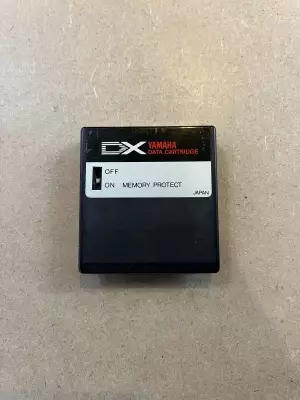 DX YAMAHA
DATA CARTRIDGE
OFF
ON MEMORY PROTECT
JAPAN